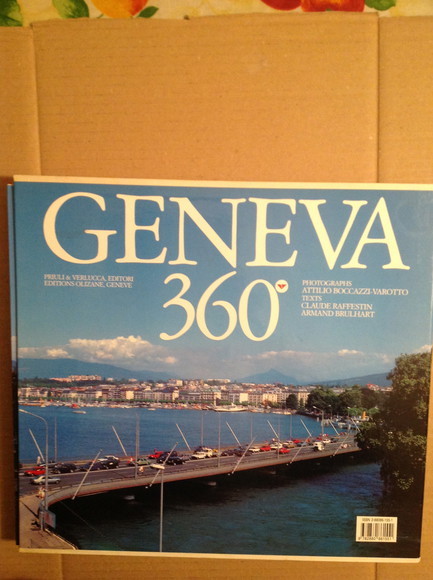 GENEVA
360°
PRIULI & VERLUCCA, EDITORI
EDITIONS OLIZANE, GENEVE
PHOTOGRAPHS
ATTILIO BOCCAZZI-VAROTTO
TEXTS
CLAUDE RAFFESTIN
ARMAND BRULHART